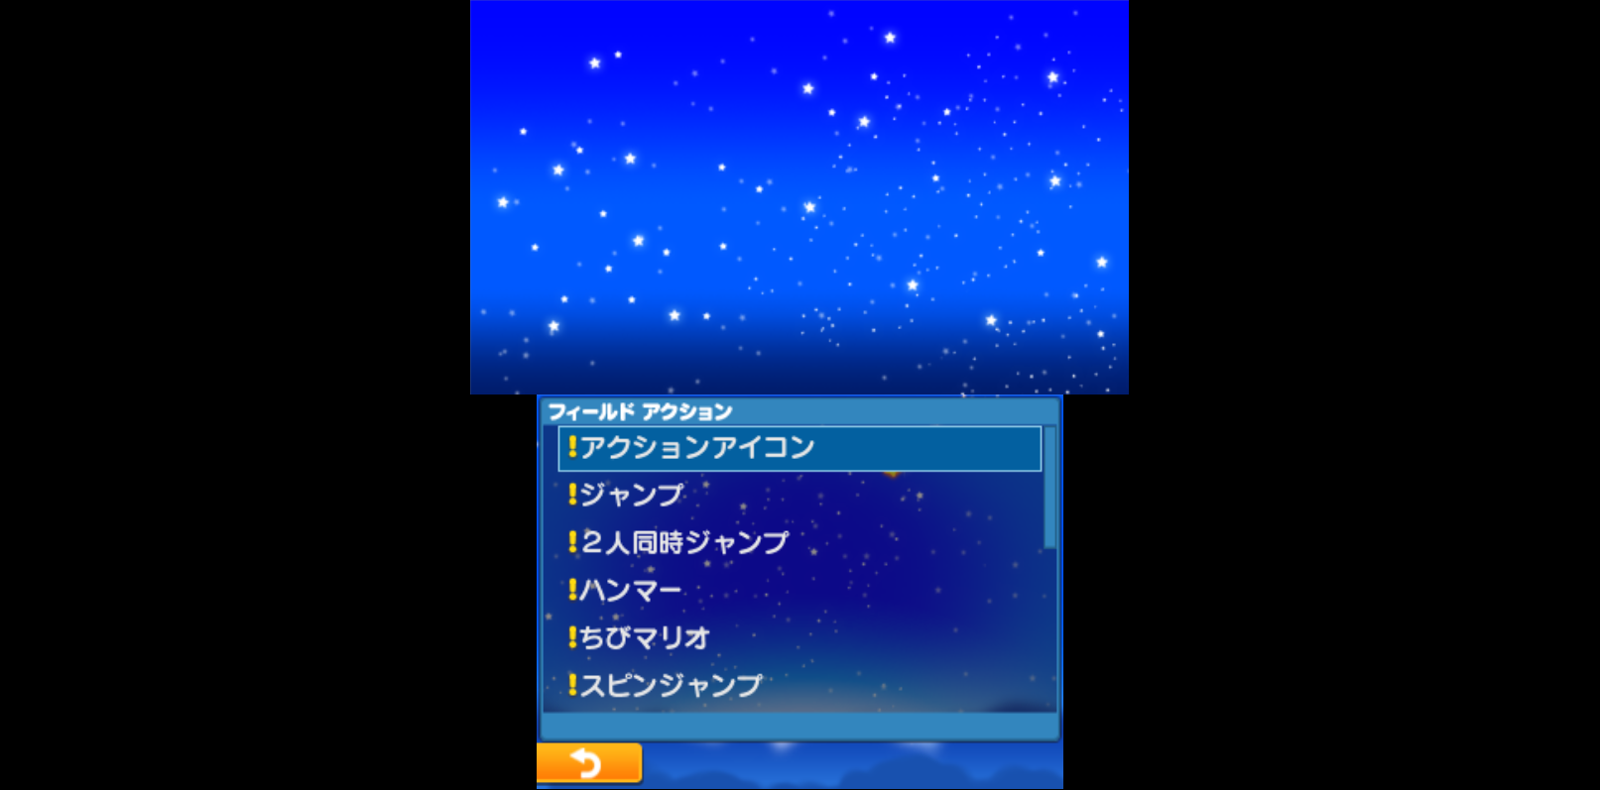 フィールド アクション
!アクションアイコン
!ジャンプ
!２人同時ジャンプ
!ハンマー
!ちびマリオ
!スピンジャンプ